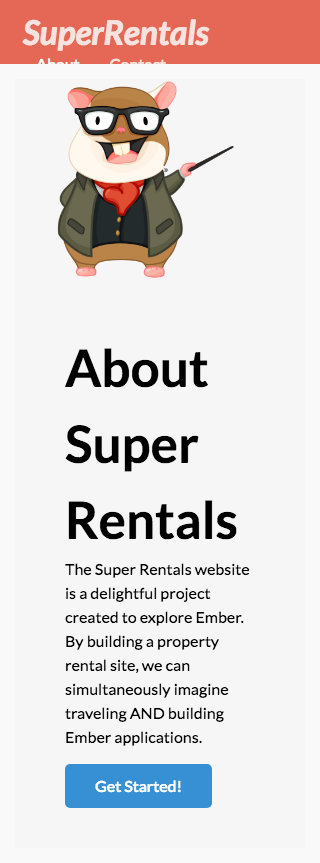 SuperRentals
About Contact
About
Super
Rentals
The Super Rentals website
is a delightful project
created to explore Ember.
By building a property
rental site, we can
simultaneously imagine
traveling AND building
Ember applications.
Get Started!